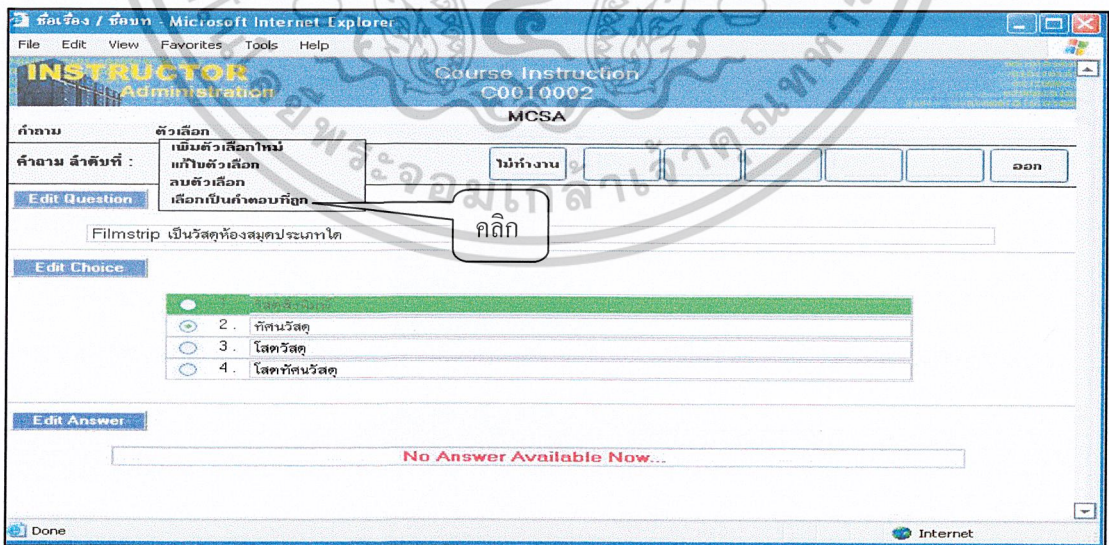 ชื่อเรื่อง / ชื่อบท - Microsoft Internet Explorer
File Edit View Favorites Tools Help
INSTRUCTOR
Administration
Course Instruction
C0010002
MCSA
คำถาม ตัวเลือก
คำถาม ลำดับที่ :
เพิ่มตัวเลือกใหม่
แก้ไขตัวเลือก
ลบตัวเลือก
เลือกเป็นคำตอบที่ถูก
ไม่ทำงาน
ออก
คลิก
Edit Question
Filmstrip เป็นวัสดุห้องสมุดประเภทใด
Edit Choice
2. ทัศนวัสดุ
3. โสตวัสดุ
4. โสตทัศนวัสดุ
Edit Answer
No Answer Available Now...
Done Internet